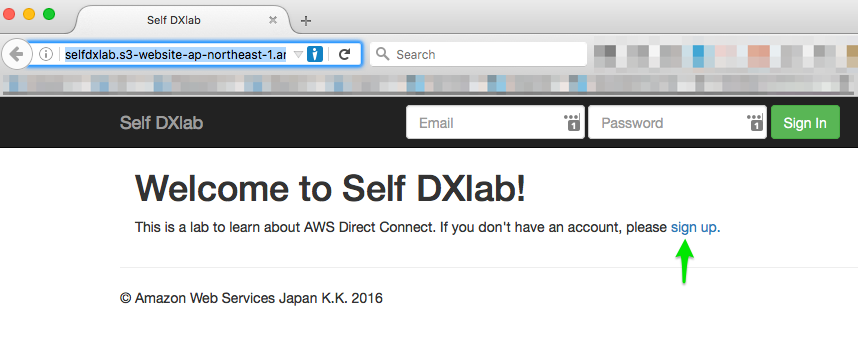 Self DXlab
selfdxlab.s3-website-ap-northeast-1.a
Search
Self DXlab
Email
1
Password
1
Sign In
Welcome to Self DXlab!
This is a lab to learn about AWS Direct Connect. If you don't have an account, please sign up.
© Amazon Web Services Japan K.K. 2016